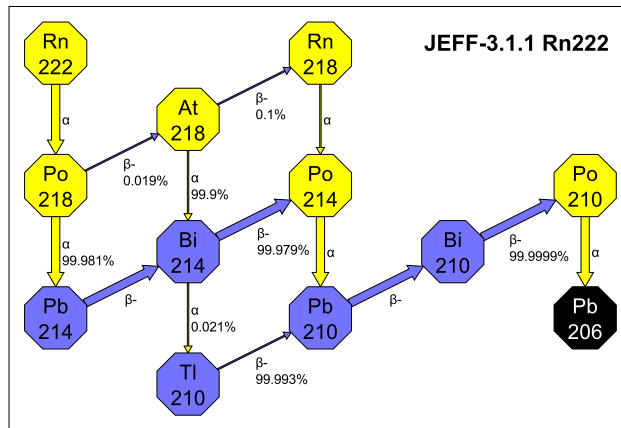 JEFF-3.1.1 Rn222
Rn
222
Rn
218
α
β-
0.1%
At
218
α
β-
0.019%
Po
218
α
99.9%
Po
214
Po
210
α
99.981%
Bi
214
β-
99.979%
α
Bi
210
β-
99.9999%
α
Pb
214
β-
α
0.021%
Pb
210
β-
Pb
206
Tl
210
β-
99.993%